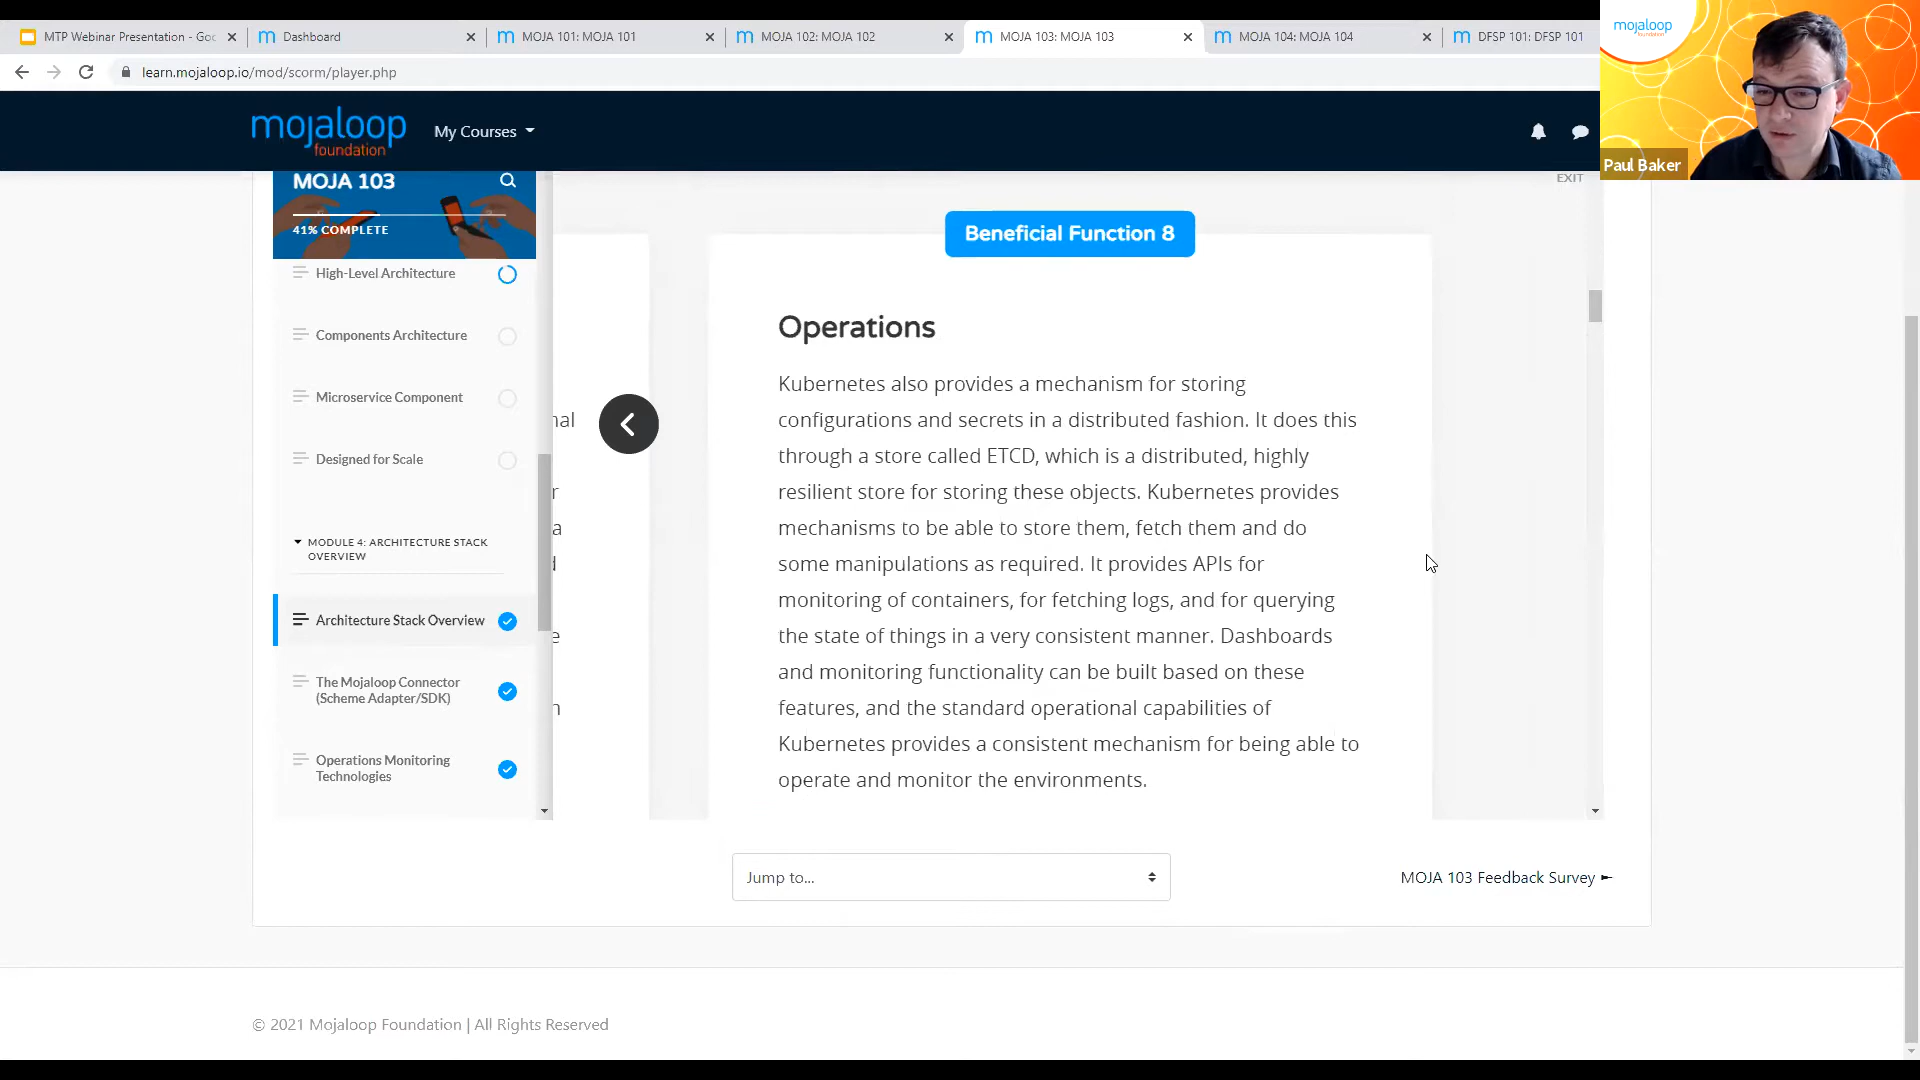 MTP Webinar Presentation - Goo
Dashboard
MOJA 101: MOJA 101
MOJA 102: MOJA 102
MOJA 103: MOJA 103
MOJA 104: MOJA 104
DFSP 101: DFSP 101
learn.mojaloop.io/mod/scorm/player.php
mojaloop
foundation
Paul Baker
mojaloop
foundation
My Courses
MOJA 103
41% COMPLETE
High-Level Architecture
Components Architecture
Microservice Component
Designed for Scale
MODULE 4: ARCHITECTURE STACK
OVERVIEW
Architecture Stack Overview
The Mojaloop Connector
(Scheme Adapter/SDK)
Operations Monitoring
Technologies
EXIT
Beneficial Function 8
Operations
Kubernetes also provides a mechanism for storing
configurations and secrets in a distributed fashion. It does this
through a store called ETCD, which is a distributed, highly
resilient store for storing these objects. Kubernetes provides
mechanisms to be able to store them, fetch them and do
some manipulations as required. It provides APIs for
monitoring of containers, for fetching logs, and for querying
the state of things in a very consistent manner. Dashboards
and monitoring functionality can be built based on these
features, and the standard operational capabilities of
Kubernetes provides a consistent mechanism for being able to
operate and monitor the environments.
Jump to...
MOJA 103 Feedback Survey ►
© 2021 Mojaloop Foundation | All Rights Reserved